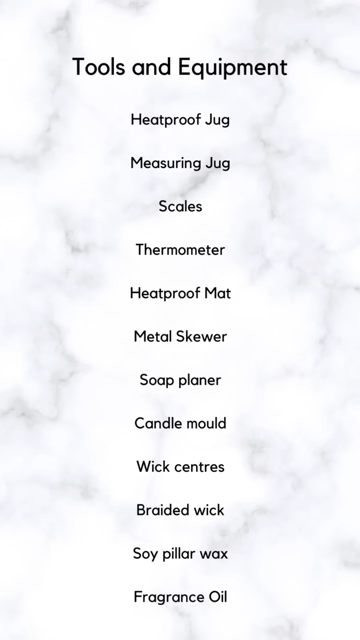 Tools and Equipment
Heatproof Jug
Measuring Jug
Scales
Thermometer
Heatproof Mat
Metal Skewer
Soap planer
Candle mould
Wick centres
Braided wick
Soy pillar wax
Fragrance Oil